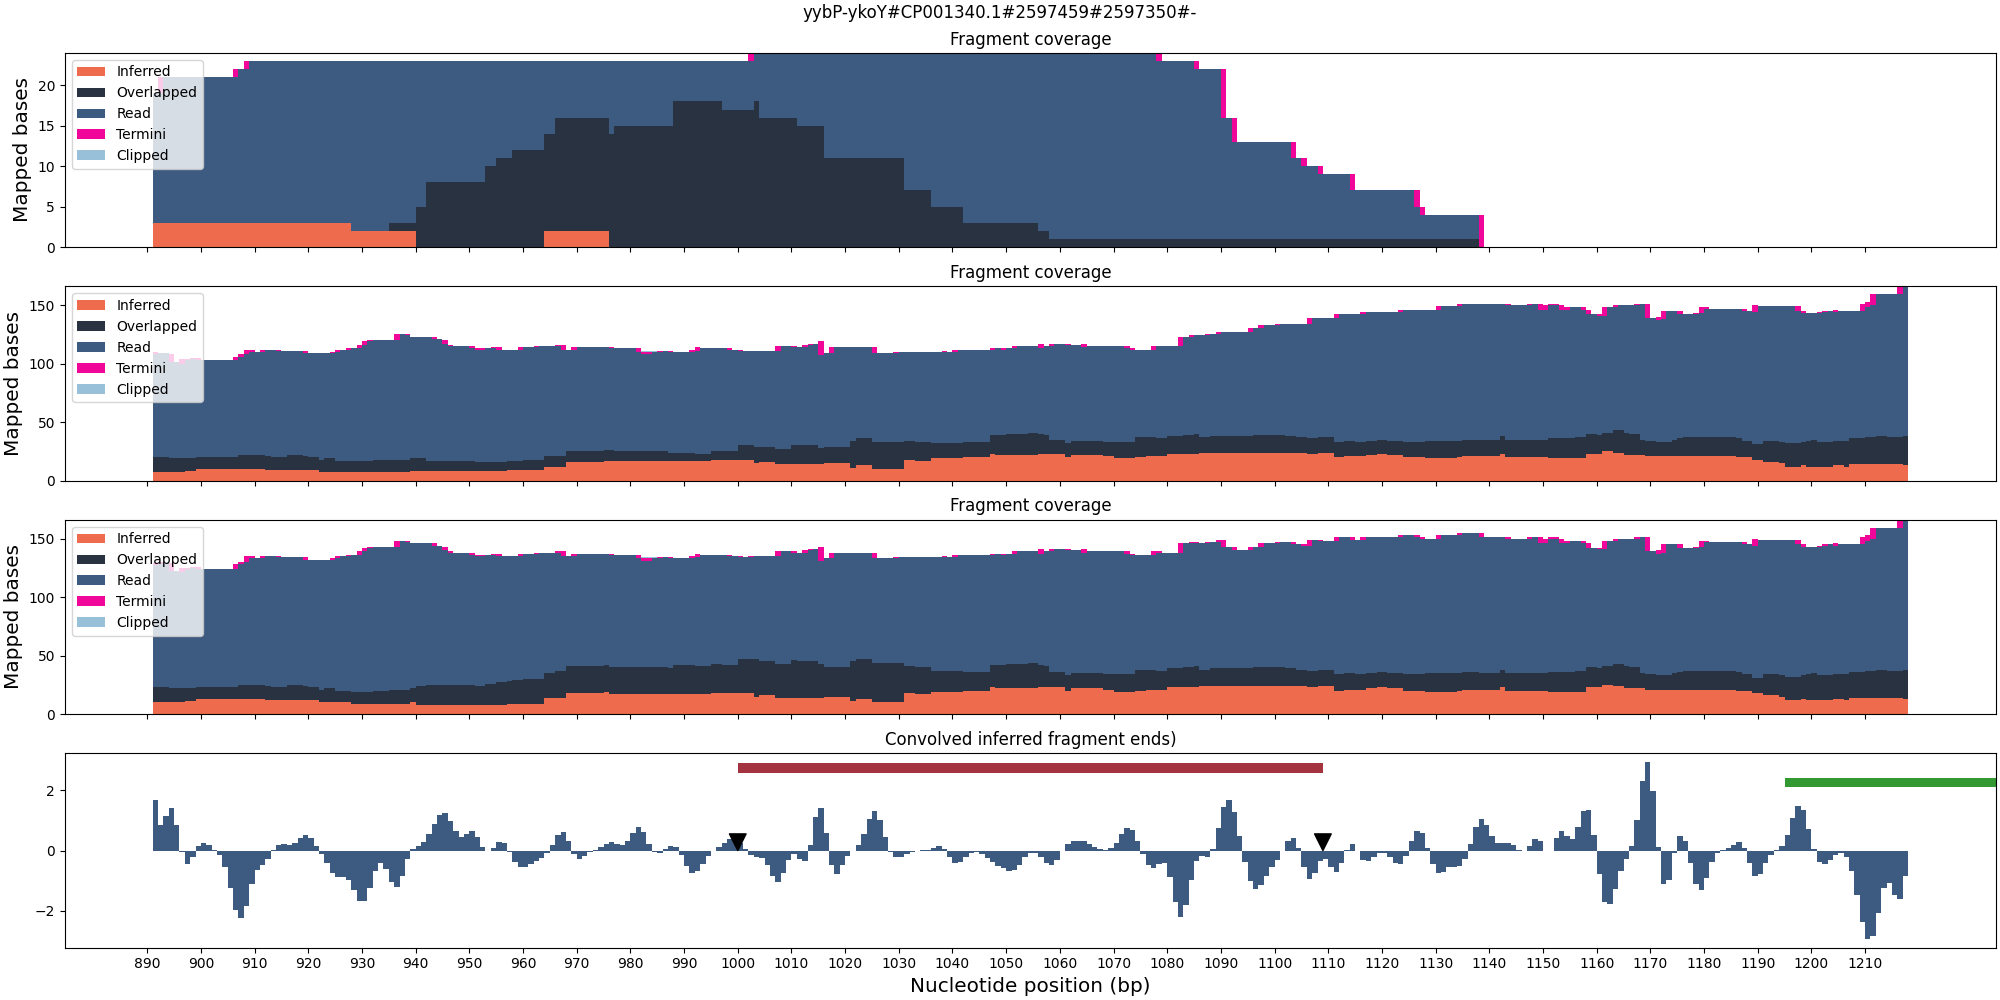 yybP-ykoY#CP001340.1#2597459#2597350#-
Fragment coverage
Mapped bases
20
15
10
5
0
Inferred
Overlapped
Read
Termini
Clipped
Fragment coverage
Mapped bases
150
100
50
0
Inferred
Overlapped
Read
Termini
Clipped
Fragment coverage
Mapped bases
150
100
50
0
Inferred
Overlapped
Read
Termini
Clipped
Convolved inferred fragment ends)
2
0
−2
890 900 910 920 930 940 950 960 970 980 990 1000 1010 1020 1030 1040 1050 1060 1070 1080 1090 1100 1110 1120 1130 1140 1150 1160 1170 1180 1190 1200 1210
Nucleotide position (bp)